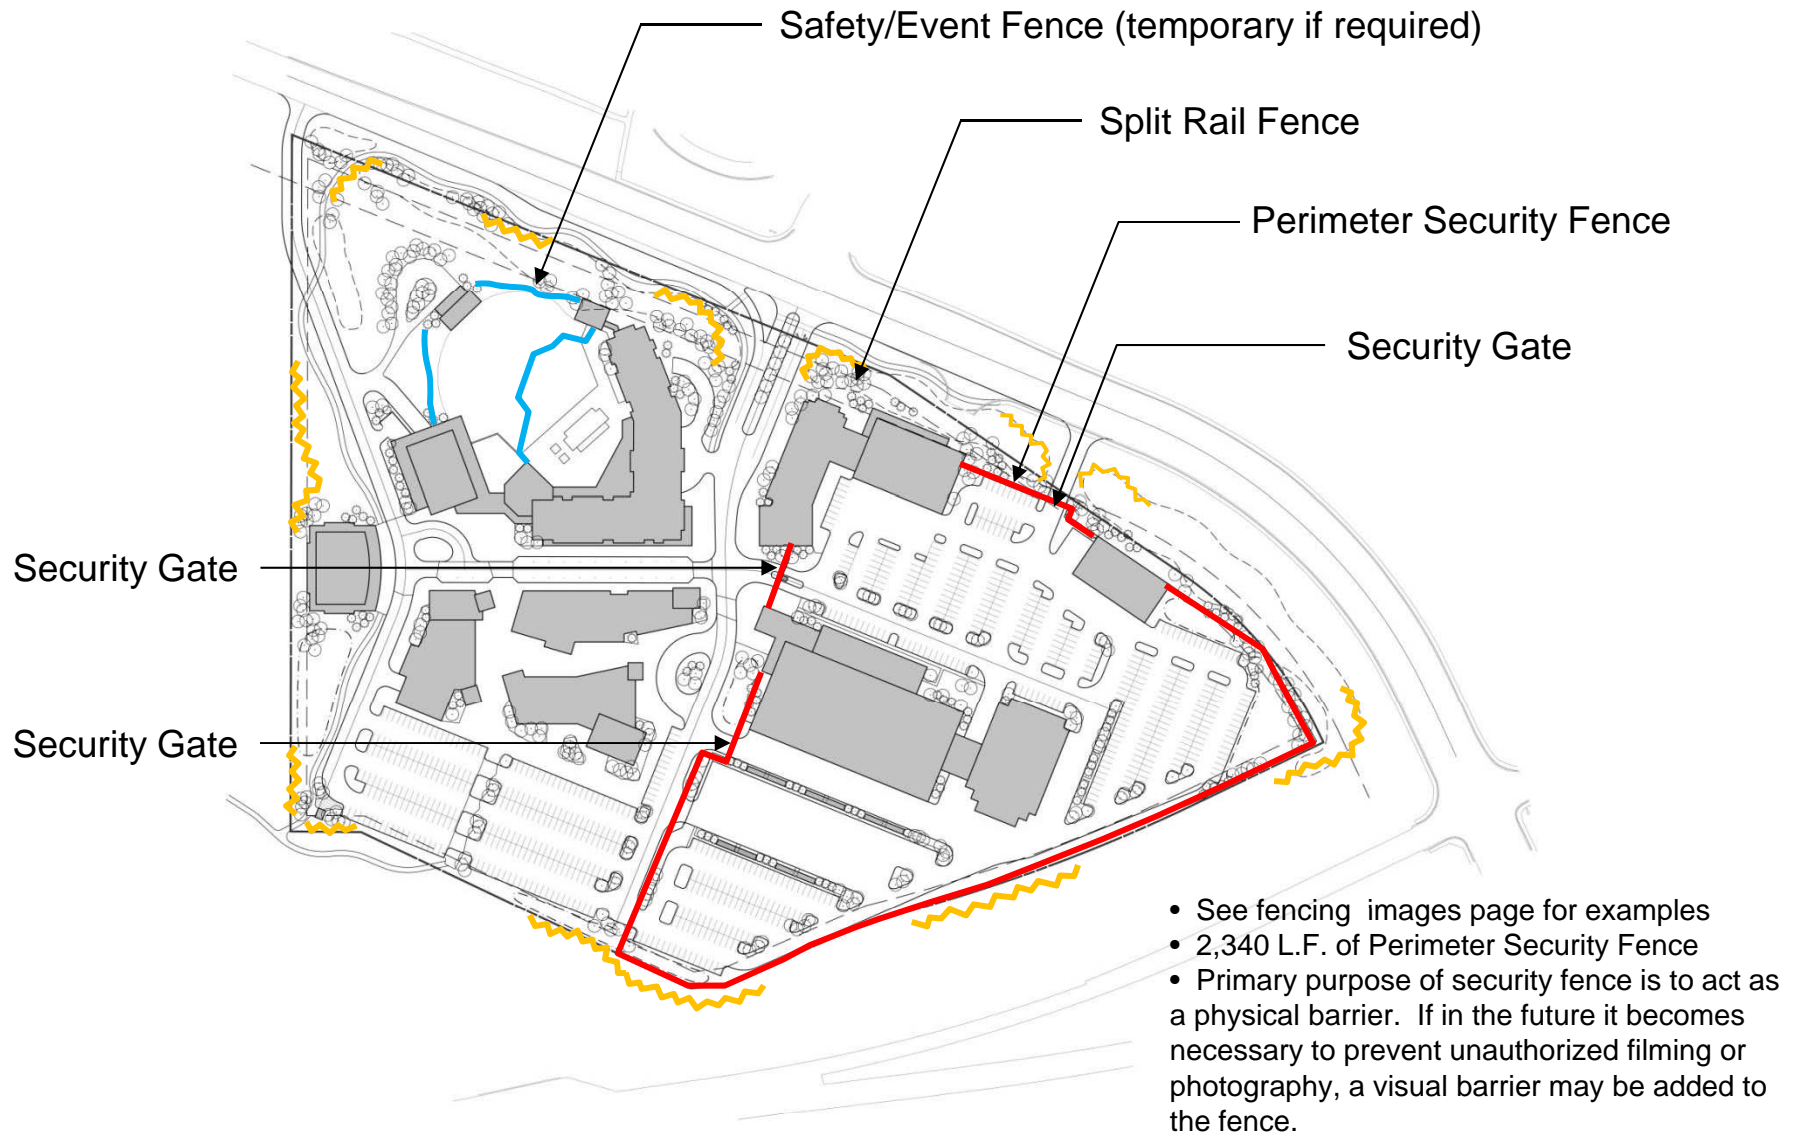 Safety/Event Fence (temporary if required)
Split Rail Fence
Perimeter Security Fence
Security Gate
Security Gate
Security Gate
• See fencing  images page for examples
• 2,340 L.F. of Perimeter Security Fence
• Primary purpose of security fence is to act as
a physical barrier.  If in the future it becomes
necessary to prevent unauthorized filming or
photography, a visual barrier may be added to
the fence.